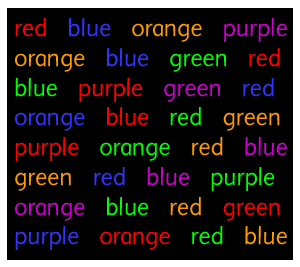 red blue orange purple
orange blue green red
blue purple green red
orange blue red green
purple orange red blue
green red blue purple
orange blue red green
purple orange red blue